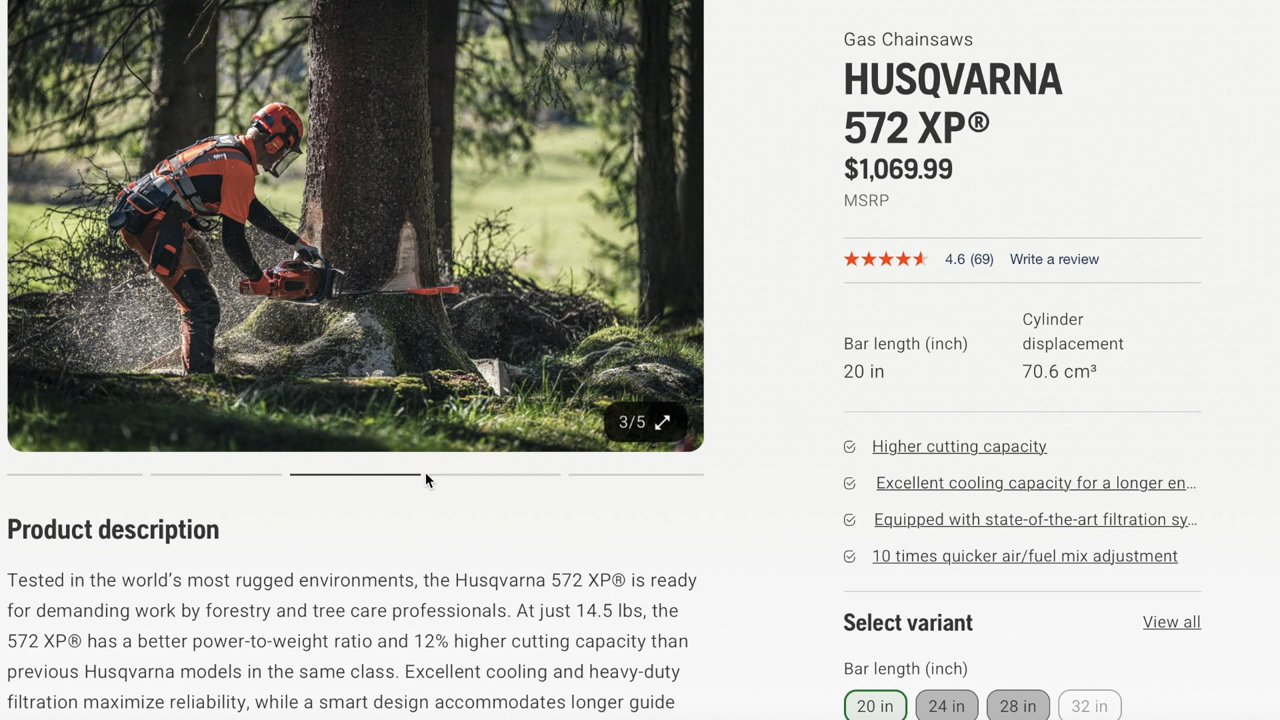 Gas Chainsaws
HUSQVARNA
572 XP®
$1,069.99
MSRP
4.6 (69) Write a review
Bar length (inch)
20 in
Cylinder
displacement
70.6 cm³
Higher cutting capacity
Excellent cooling capacity for a longer en...
Equipped with state-of-the-art filtration sy...
10 times quicker air/fuel mix adjustment
Select variant
View all
Bar length (inch)
20 in
24 in
28 in
32 in
3/5
Product description
Tested in the world’s most rugged environments, the Husqvarna 572 XP® is ready
for demanding work by forestry and tree care professionals. At just 14.5 lbs, the
572 XP® has a better power-to-weight ratio and 12% higher cutting capacity than
previous Husqvarna models in the same class. Excellent cooling and heavy-duty
filtration maximize reliability, while a smart design accommodates longer guide